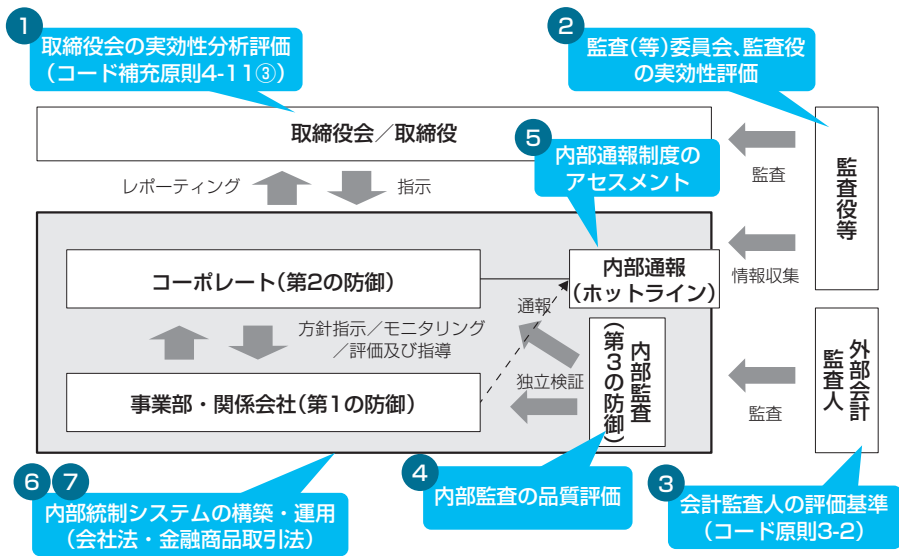 1
取締役会の実効性分析評価
(コード補充原則4-11③)
2
監査(等)委員会、監査役
の実効性評価
取締役会／取締役
5
内部通報制度の
アセスメント
監査
監査役等
レポーティング
指示
情報収集
コーポレート(第2の防御)
内部通報
(ホットライン)
通報
方針指示／モニタリング
／評価及び指導
内部監査
(第3の防御)
独立検証
事業部・関係会社(第1の防御)
監査
外部会計
監査人
6 7
内部統制システムの構築・運用
(会社法・金融商品取引法)
4
内部監査の品質評価
3
会計監査人の評価基準
(コード原則3-2)